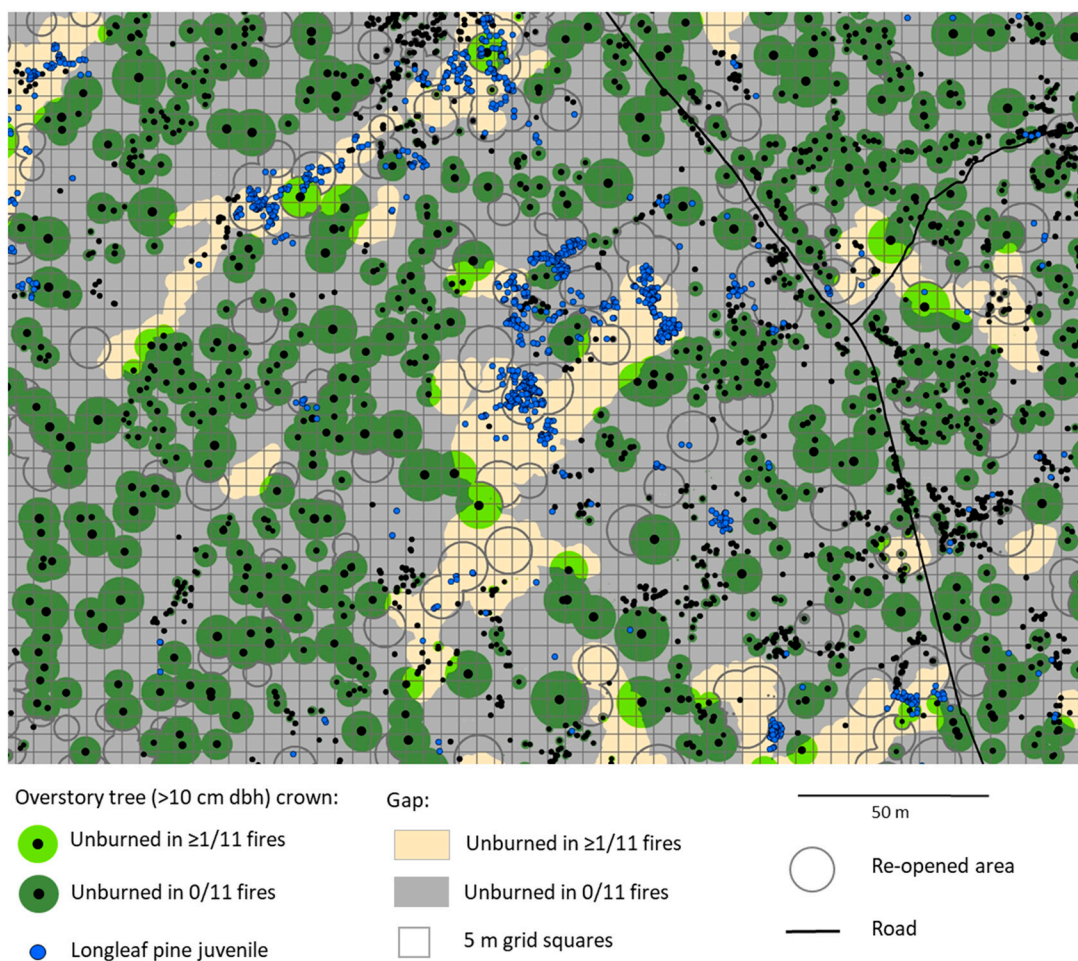 Overstory tree (>10 cm dbh) crown:
Unburned in ≥1/11 fires
Unburned in 0/11 fires
Longleaf pine juvenile
Gap:
Unburned in ≥1/11 fires
Unburned in 0/11 fires
5 m grid squares
50 m
Re-opened area
Road